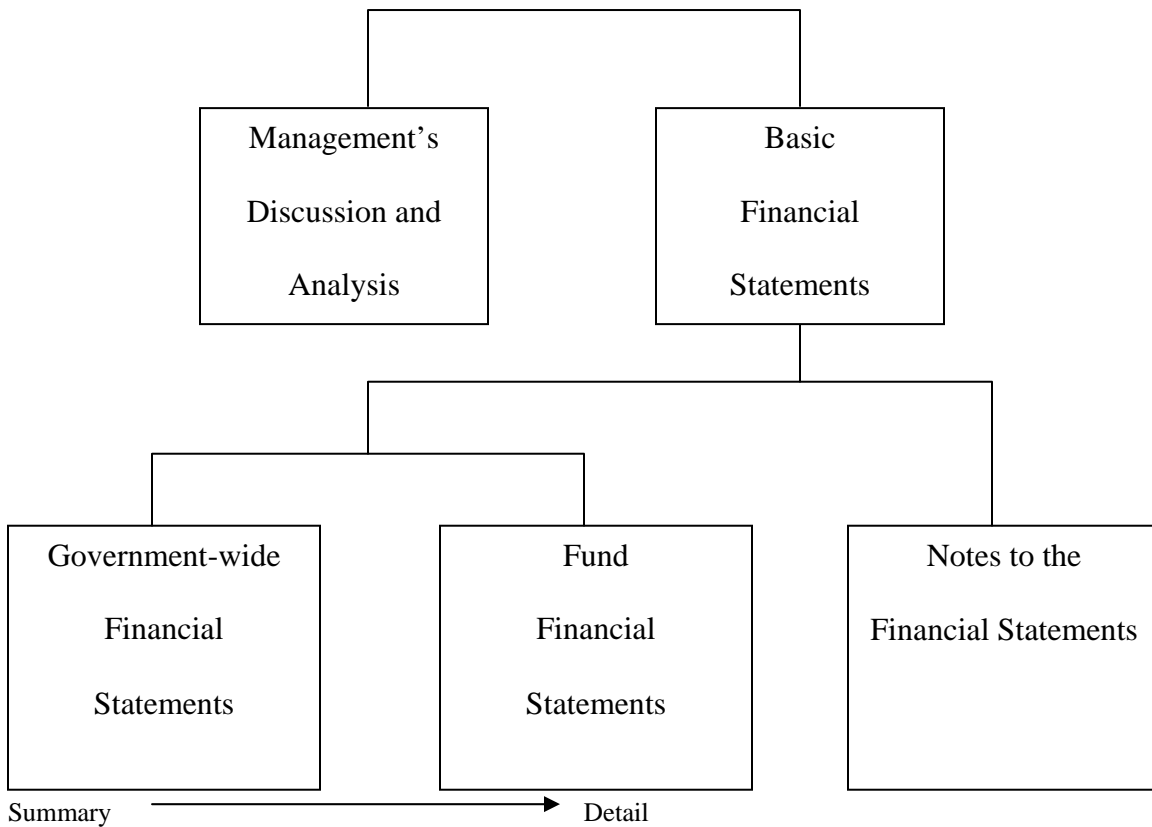 Management’s
Discussion and
Analysis
Basic
Financial
Statements
Government-wide
Financial
Statements
Fund
Financial
Statements
Notes to the
Financial Statements
Summary
Detail